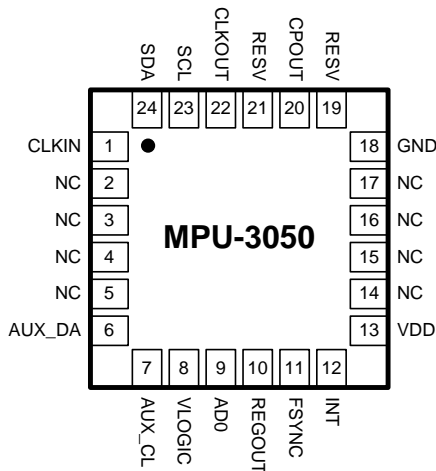 SDA
SCL
CLKOUT
RESV
CPOUT
RESV
24 23 22 21 20 19
CLKIN 1 18 GND
NC 2 17 NC
NC 3 16 NC
MPU-3050
NC 4 15 NC
NC 5 14 NC
AUX_DA 6 13 VDD
7 8 9 10 11 12
AUX_CL
VLOGIC
AD0
REGOUT
FSYNC
INT